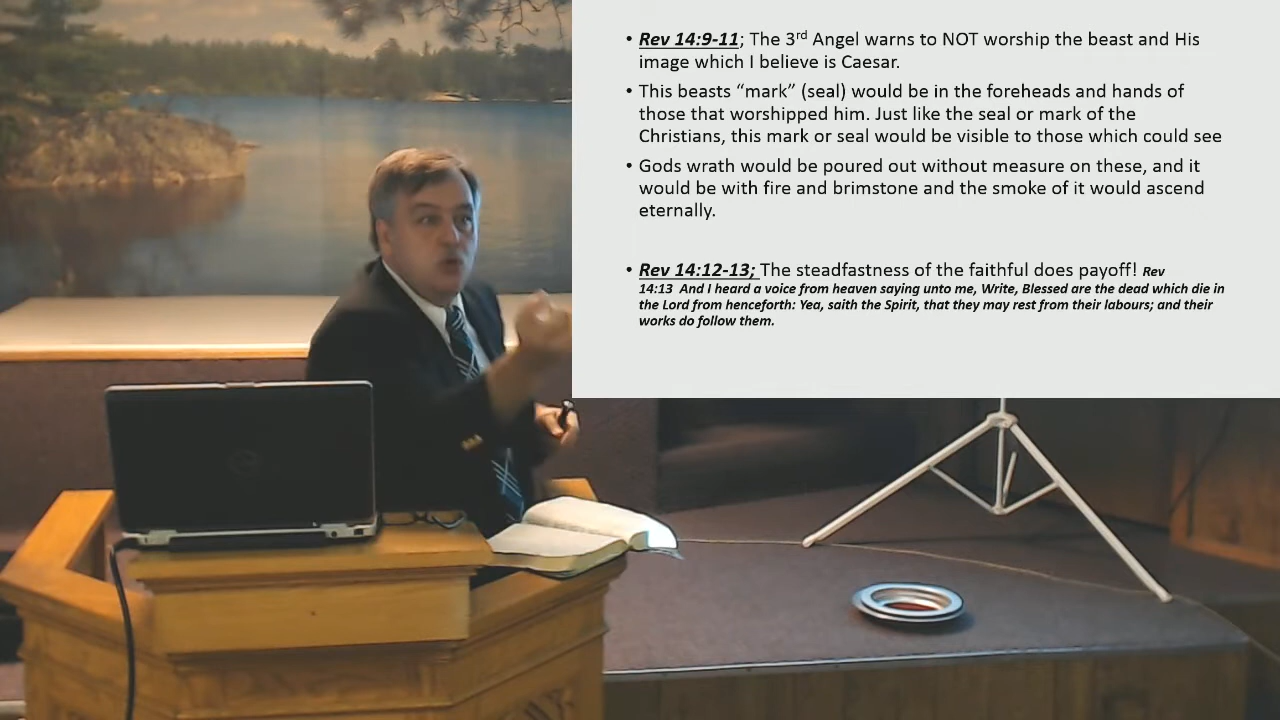 • Rev 14:9-11; The 3rd Angel warns to NOT worship the beast and His
image which I believe is Caesar.
• This beasts “mark” (seal) would be in the foreheads and hands of
those that worshipped him. Just like the seal or mark of the
Christians, this mark or seal would be visible to those which could see
• Gods wrath would be poured out without measure on these, and it
would be with fire and brimstone and the smoke of it would ascend
eternally.
• Rev 14:12-13; The steadfastness of the faithful does payoff! Rev
14:13 And I heard a voice from heaven saying unto me, Write, Blessed are the dead which die in
the Lord from henceforth: Yea, saith the Spirit, that they may rest from their labours; and their
works do follow them.